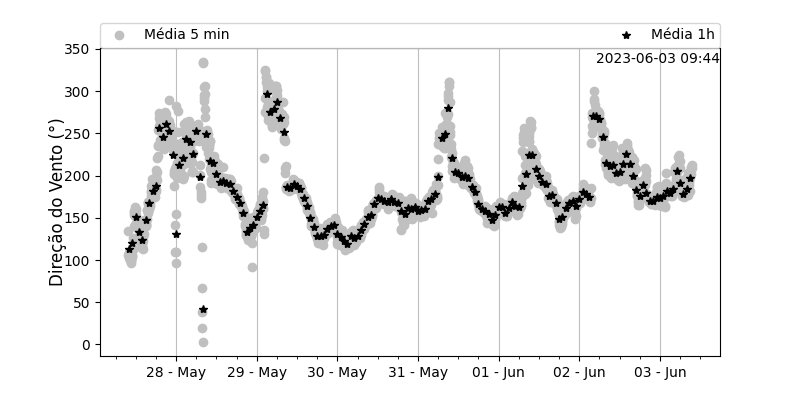 Média 5 min
Média 1h
2023-06-03 09:44
Direção do Vento (°)
350
300
250
200
150
100
50
0
28 - May
29 - May
30 - May
31 - May
01 - Jun
02 - Jun
03 - Jun